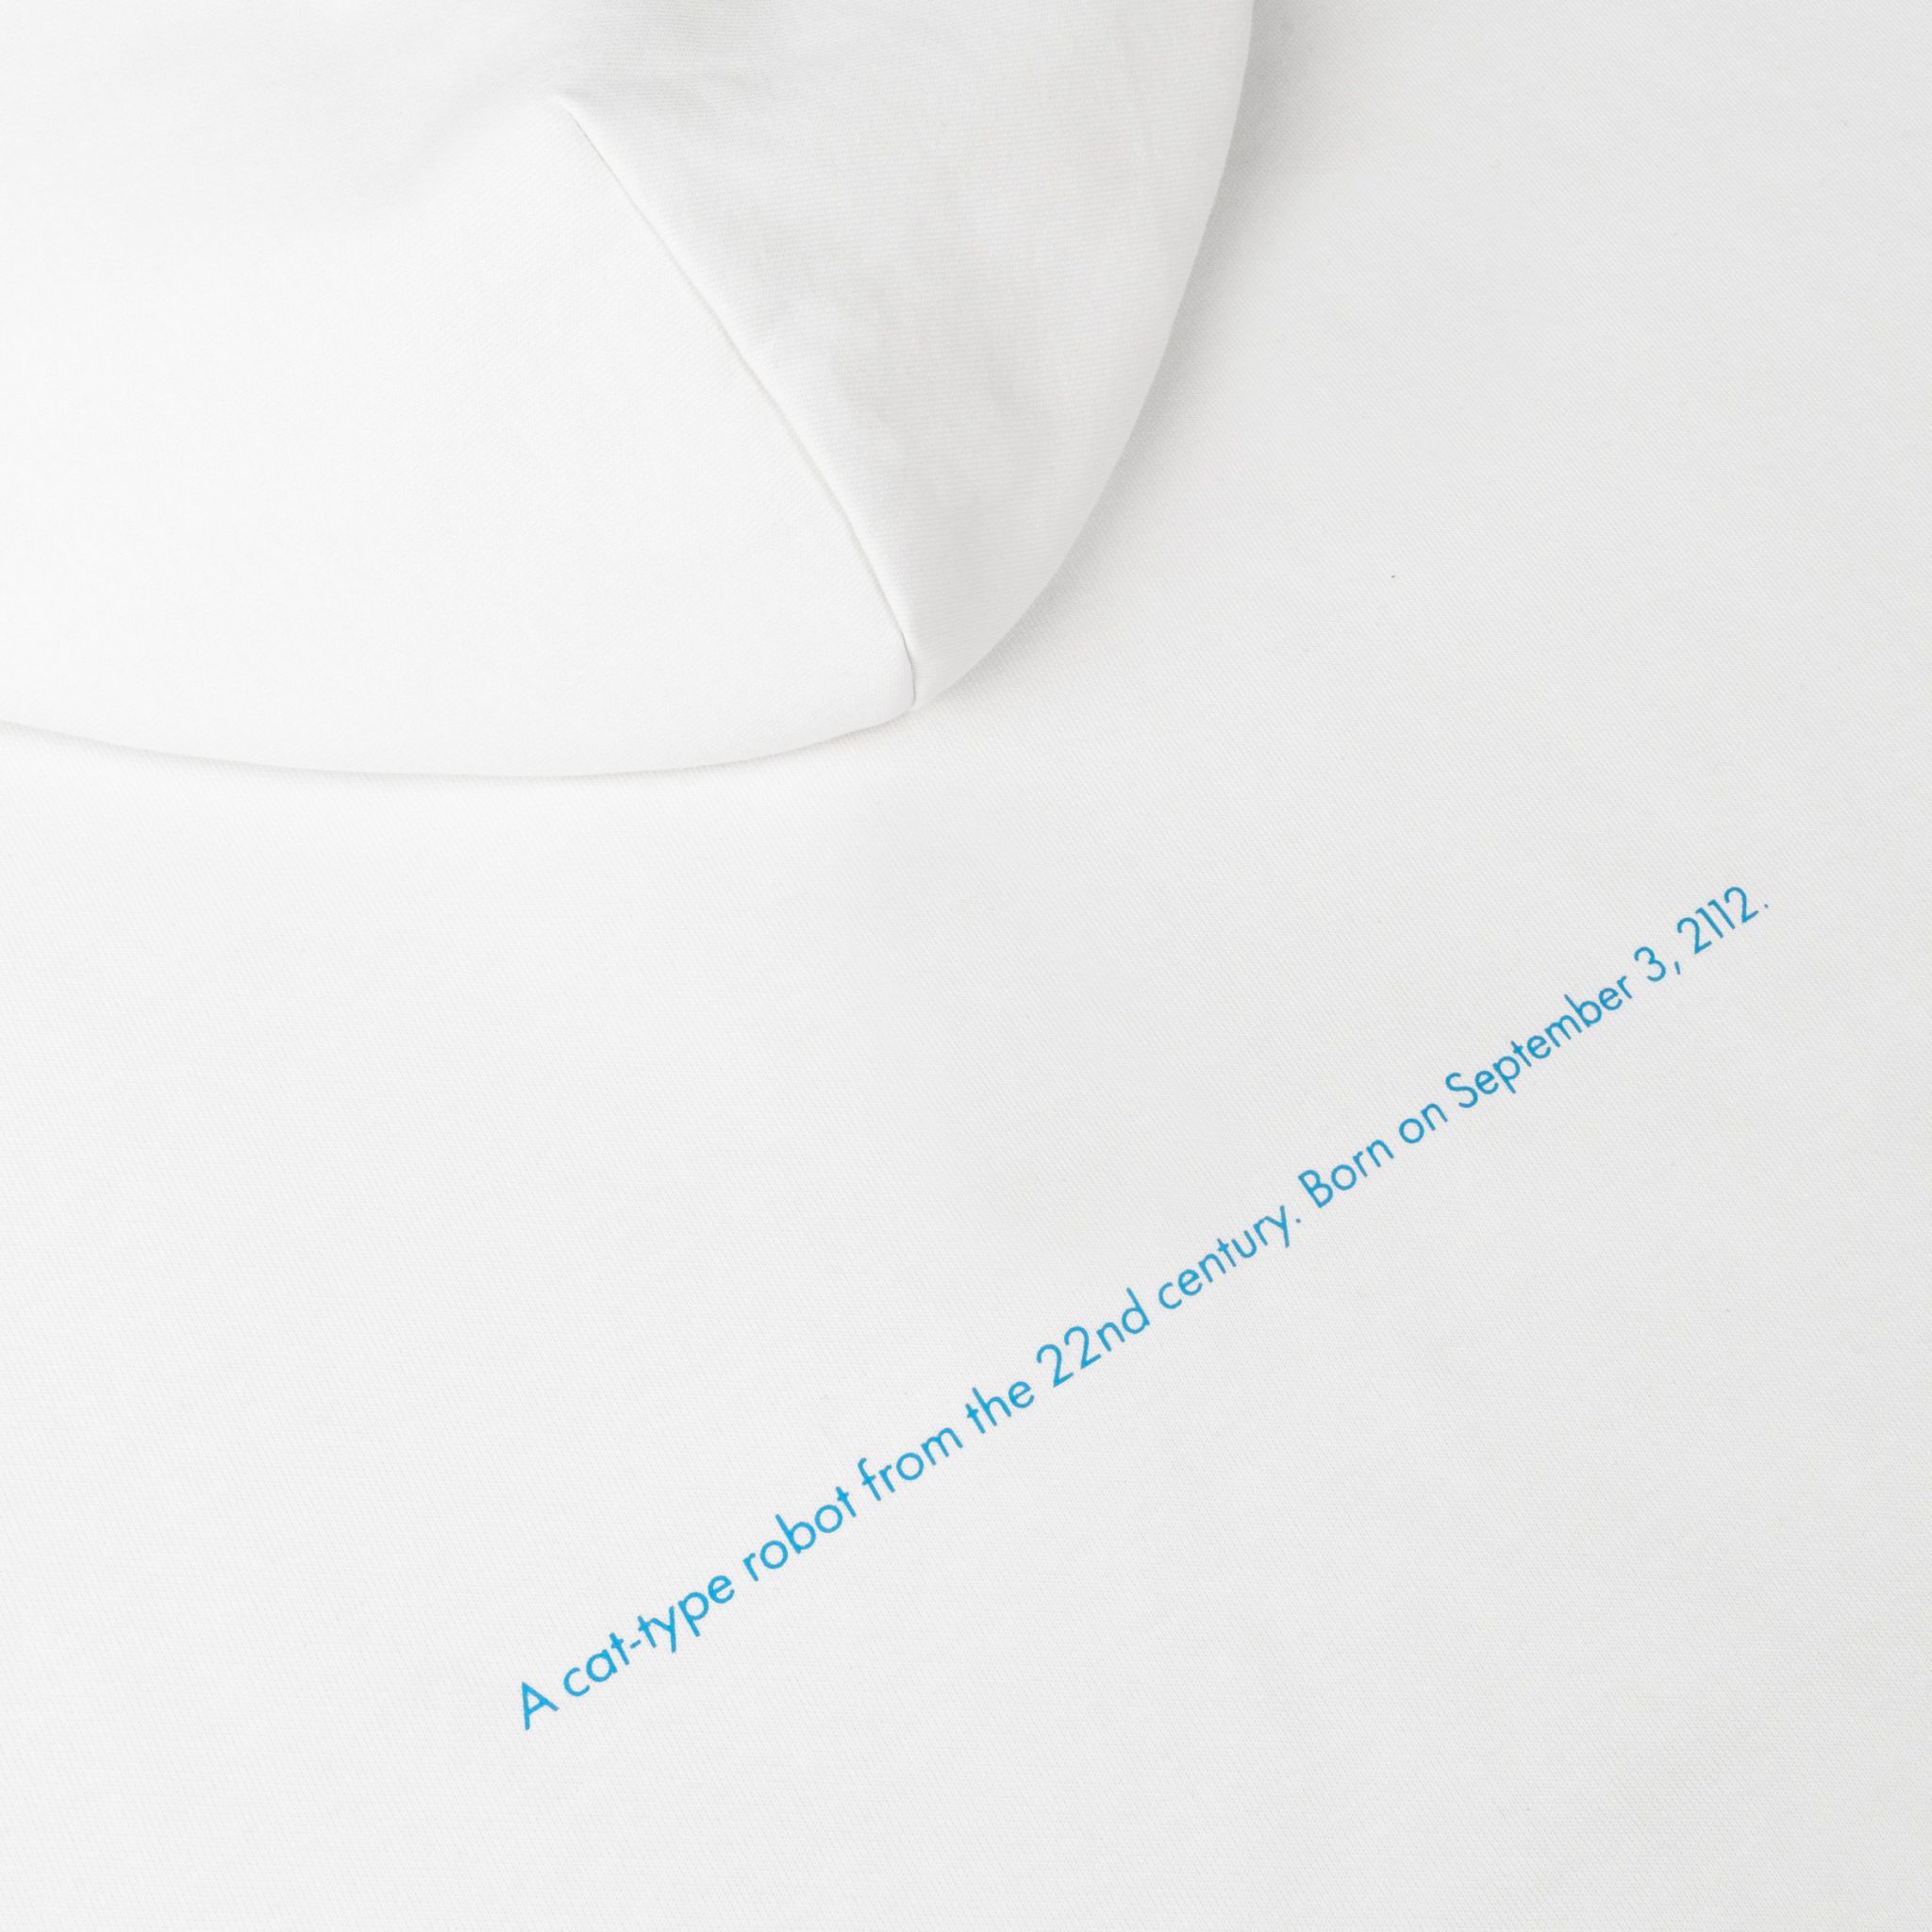 A cat-type robot from the 22nd century. Born on September 3, 2112.